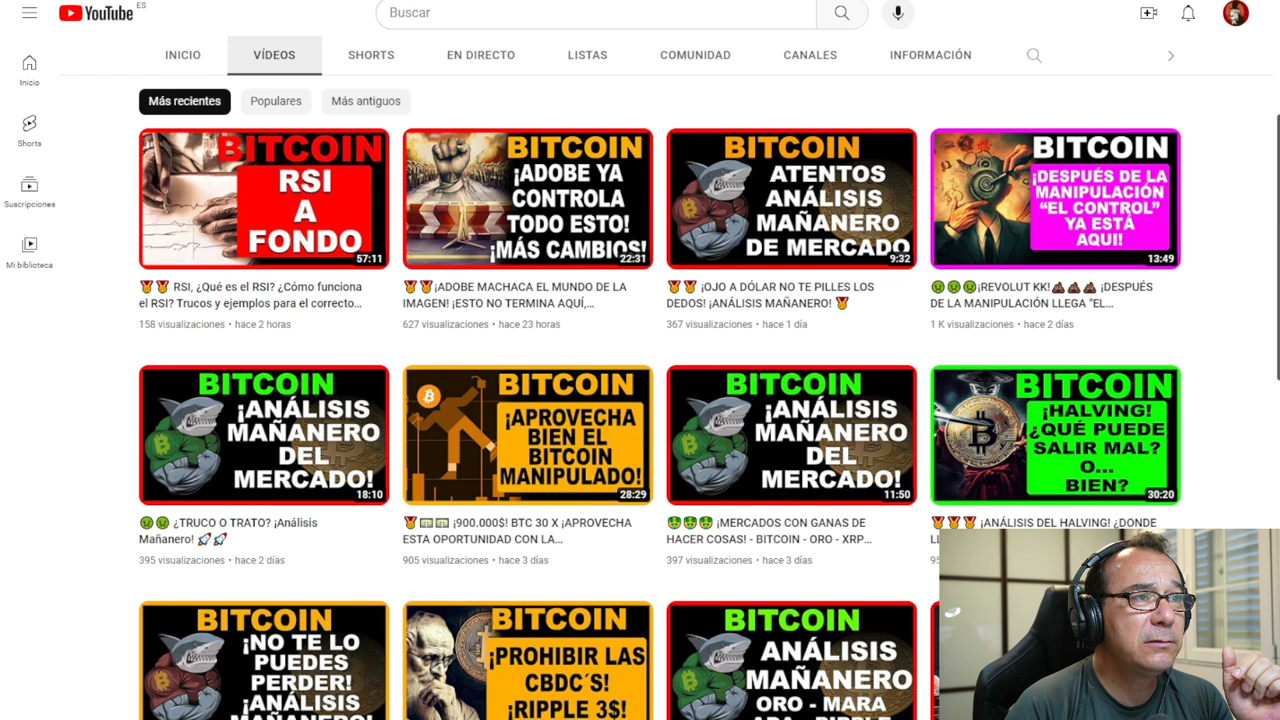 YouTube ES
Buscar
INICIO VÍDEOS SHORTS EN DIRECTO LISTAS COMUNIDAD CANALES INFORMACIÓN
Inicio
Shorts
Suscripciones
Mi biblioteca
Más recientes Populares Más antiguos
BITCOIN
RSI
A
FONDO
57:11
🎖️🎖️ RSI, ¿Qué es el RSI? ¿Cómo funciona
el RSI? Trucos y ejemplos para el correcto…
158 visualizaciones • hace 2 horas
BITCOIN
¡ADOBE YA
CONTROLA
TODO ESTO!
¡MÁS CAMBIOS!
22:31
🎖️🎖️¡ADOBE MACHACA EL MUNDO DE LA
IMAGEN! ¡ESTO NO TERMINA AQUÍ,…
627 visualizaciones • hace 23 horas
BITCOIN
ATENTOS
ANÁLISIS
MAÑANERO
DE MERCADO
9:32
🎖️🎖️ ¡OJO A DÓLAR NO TE PILLES LOS
DEDOS! ¡ANÁLISIS MAÑANERO! 🎖️
367 visualizaciones • hace 1 día
BITCOIN
¡DESPUÉS DE LA
MANIPULACIÓN
“EL CONTROL”
YA ESTÁ
AQUI!
13:49
🤢🤢🤢¡REVOLUT KK!💩💩💩 ¡DESPUÉS
DE LA MANIPULACIÓN LLEGA "EL…
1 K visualizaciones • hace 2 días
BITCOIN
¡ANÁLISIS
MAÑANERO
DEL
MERCADO!
18:10
🤢🤢 ¿TRUCO O TRATO? ¡Análisis
Mañanero! 🚀🚀
395 visualizaciones • hace 2 días
BITCOIN
¡APROVECHA
BIEN EL
BITCOIN
MANIPULADO!
28:29
🎖️💵💵 ¡900.000$! BTC 30 X ¡APROVECHA
ESTA OPORTUNIDAD CON LA…
905 visualizaciones • hace 3 días
BITCOIN
¡ANÁLISIS
MAÑANERO
DEL
MERCADO!
11:50
🤑🤑🤑 ¡MERCADOS CON GANAS DE
HACER COSAS! - BITCOIN - ORO - XRP…
397 visualizaciones • hace 3 días
BITCOIN
¡HALVING!
¿QUÉ PUEDE
SALIR MAL?
O...
BIEN?
30:20
🎖️🎖️🎖️ ¡ANÁLISIS DEL HALVING! ¿DONDE
BITCOIN
¡NO TE LO
PUEDES
PERDER!
¡ANÁLISIS
MAÑANERO!
BITCOIN
¡PROHIBIR LAS
CBDC´S!
¡RIPPLE 3$!
BITCOIN
ANÁLISIS
MAÑANERO
ORO - MARA
ADA - RIPPLE